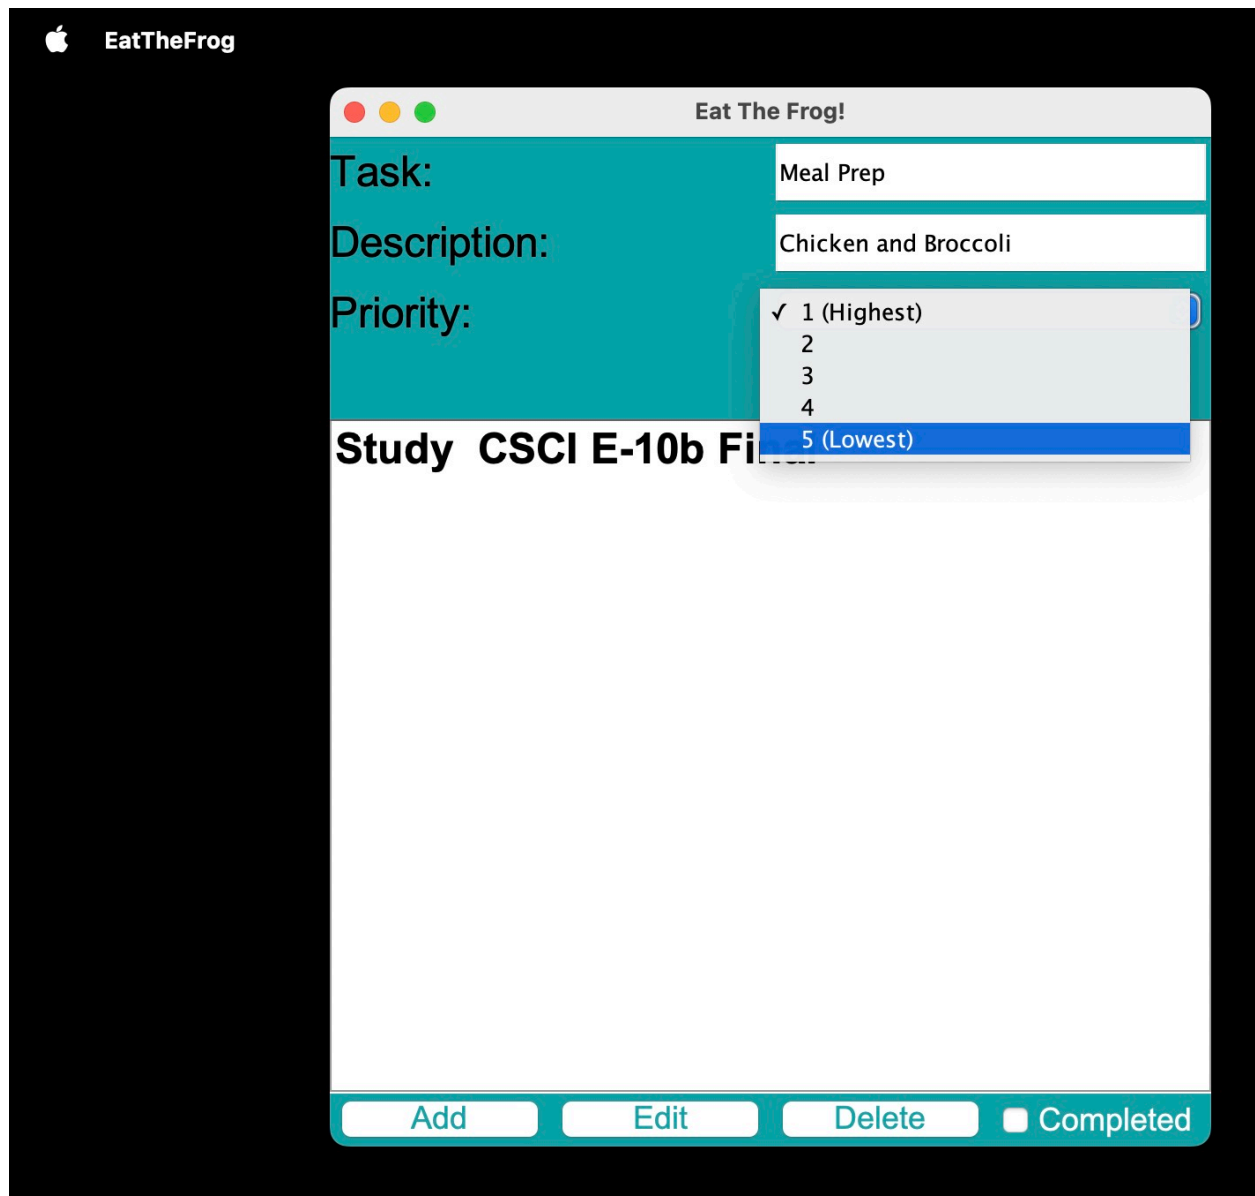 EatTheFrog
Eat The Frog!
Task:
Meal Prep
Description:
Chicken and Broccoli
Priority:
✓ 1 (Highest)
2
3
4
5 (Lowest)
Study CSCI E-10b Final
Add
Edit
Delete
Completed